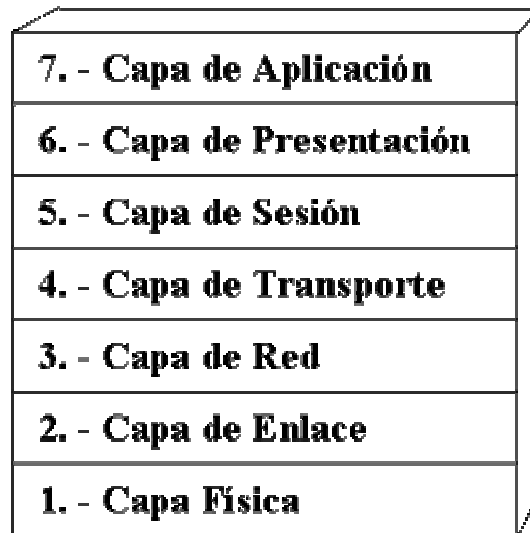 7. - Capa de Aplicación
6. - Capa de Presentación
5. - Capa de Sesión
4. - Capa de Transporte
3. - Capa de Red
2. - Capa de Enlace
1. - Capa Física